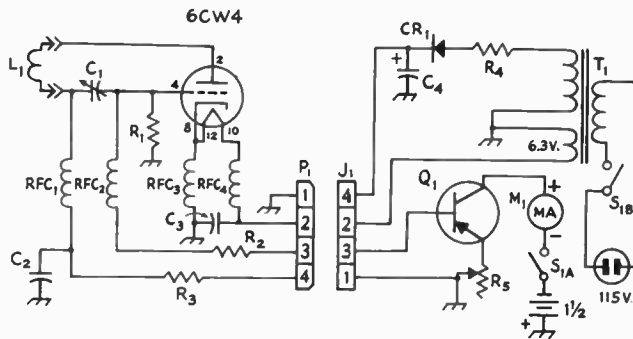 6CW4
L1
C1
2
4
8
12
10
R1
RFC1
RFC2
RFC3
RFC4
C2
C3
R2
R3
P1
1
2
3
4
J1
4
2
3
1
CR1
+
C4
R4
T1
6.3V.
Q1
+
M1
MA
-
R5
S1A
+
1½
S1B
115V.